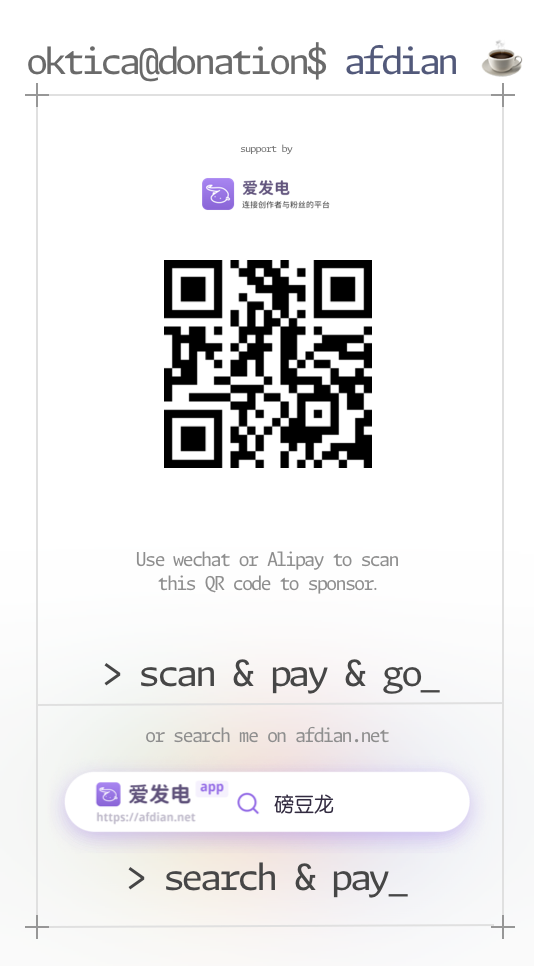 oktica@donation$ afdian
support by
爱发电
连接创作者与粉丝的平台
Use wechat or Alipay to scan
this QR code to sponsor.
> scan & pay & go_
or search me on afdian.net
爱发电 app
https://afdian.net
磅豆龙
> search & pay_